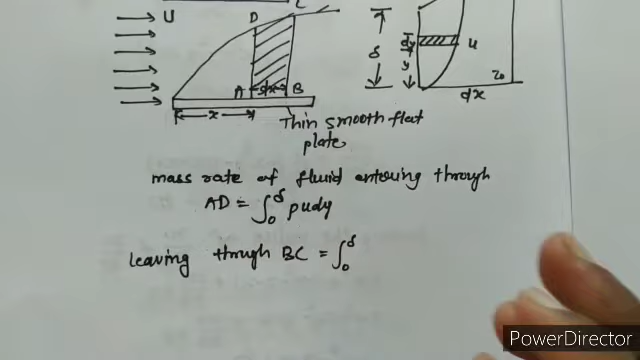 U
D
C
A dx B
x
δ
dy
y
u
τ₀
dx
Thin smooth flat
plate
mass rate of fluid entering through
AD = ∫₀^δ ρudy
leaving through BC = ∫₀^δ
PowerDirector